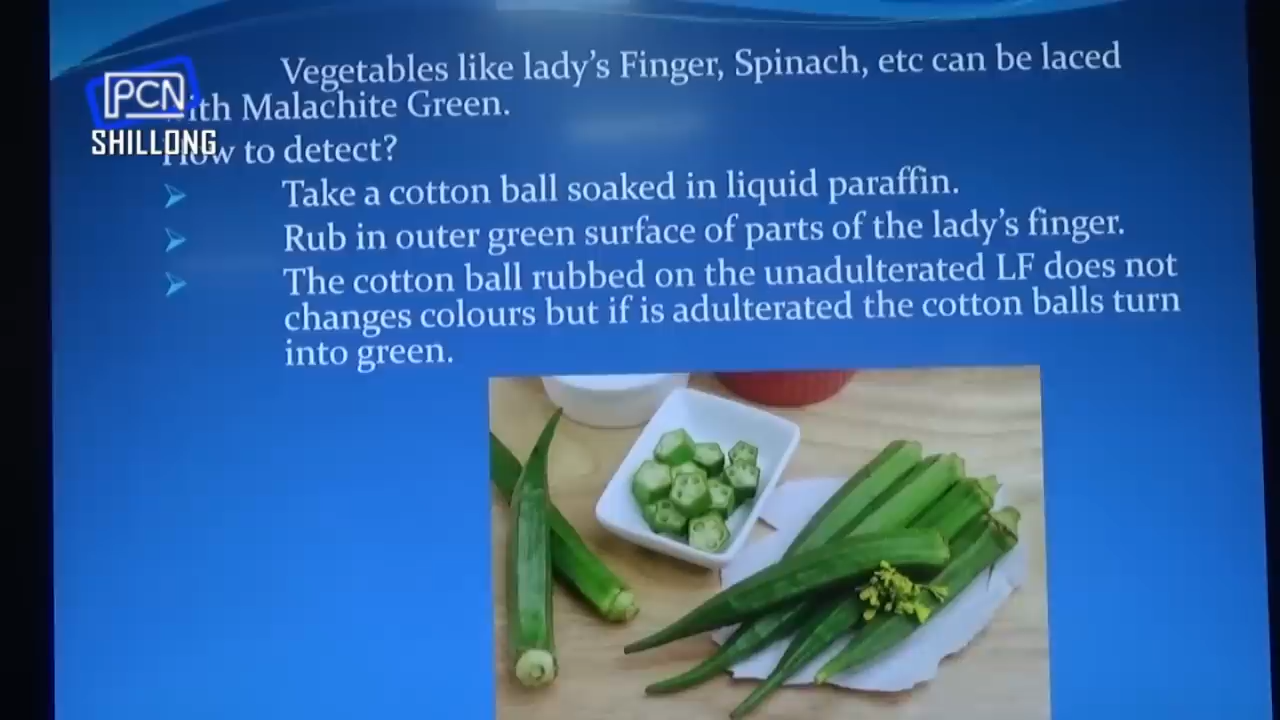 PCN
SHILLONG
Vegetables like lady's Finger, Spinach, etc can be laced
with Malachite Green.
How to detect?
Take a cotton ball soaked in liquid paraffin.
Rub in outer green surface of parts of the lady's finger.
The cotton ball rubbed on the unadulterated LF does not
changes colours but if is adulterated the cotton balls turn
into green.